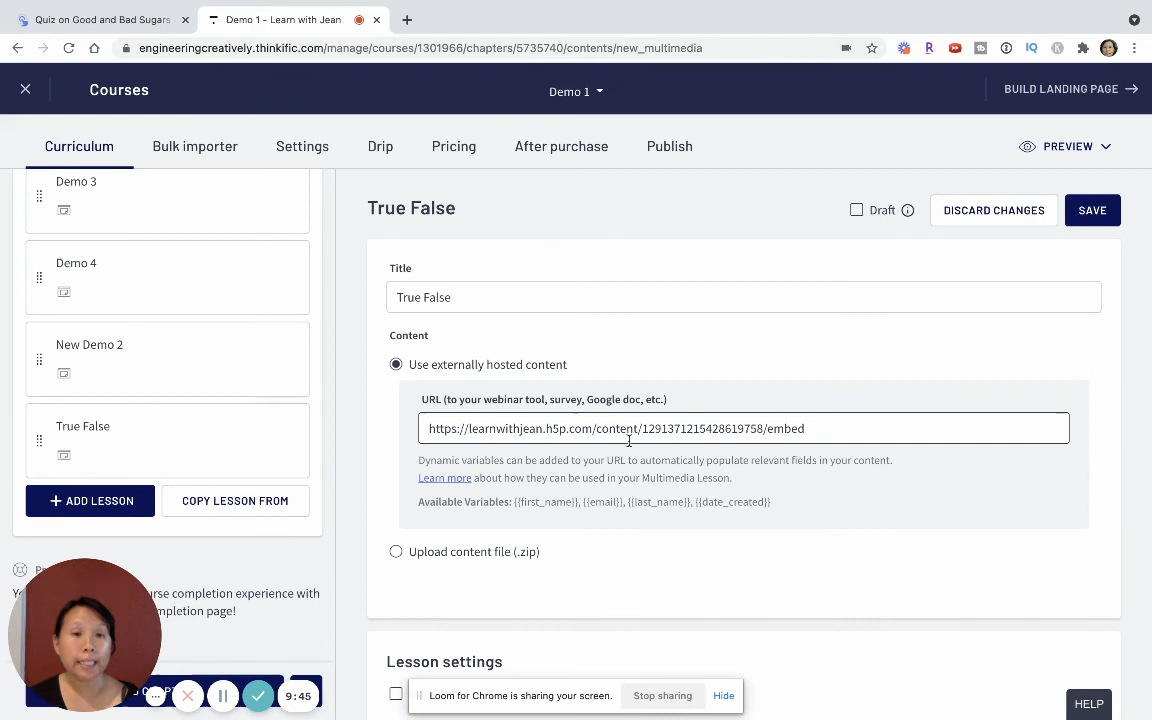 Quiz on Good and Bad Sugars
Demo 1 - Learn with Jean
engineeringcreatively.thinkific.com/manage/courses/1301966/chapters/5735740/contents/new_multimedia
Courses
Demo 1
BUILD LANDING PAGE
Curriculum
Bulk importer
Settings
Drip
Pricing
After purchase
Publish
PREVIEW
Demo 3
Demo 4
New Demo 2
True False
+ ADD LESSON
COPY LESSON FROM
urse completion experience with
mpletion page!
True False
Draft
DISCARD CHANGES
SAVE
Title
True False
Content
Use externally hosted content
URL (to your webinar tool, survey, Google doc, etc.)
https://learnwithjean.h5p.com/content/1291371215428619758/embed
Dynamic variables can be added to your URL to automatically populate relevant fields in your content.
Learn more about how they can be used in your Multimedia Lesson.
Available Variables: {{first_name}}, {{email}}, {{last_name}}, {{date_created}}
Upload content file (.zip)
Lesson settings
9:45
Loom for Chrome is sharing your screen.
Stop sharing
Hide
HELP